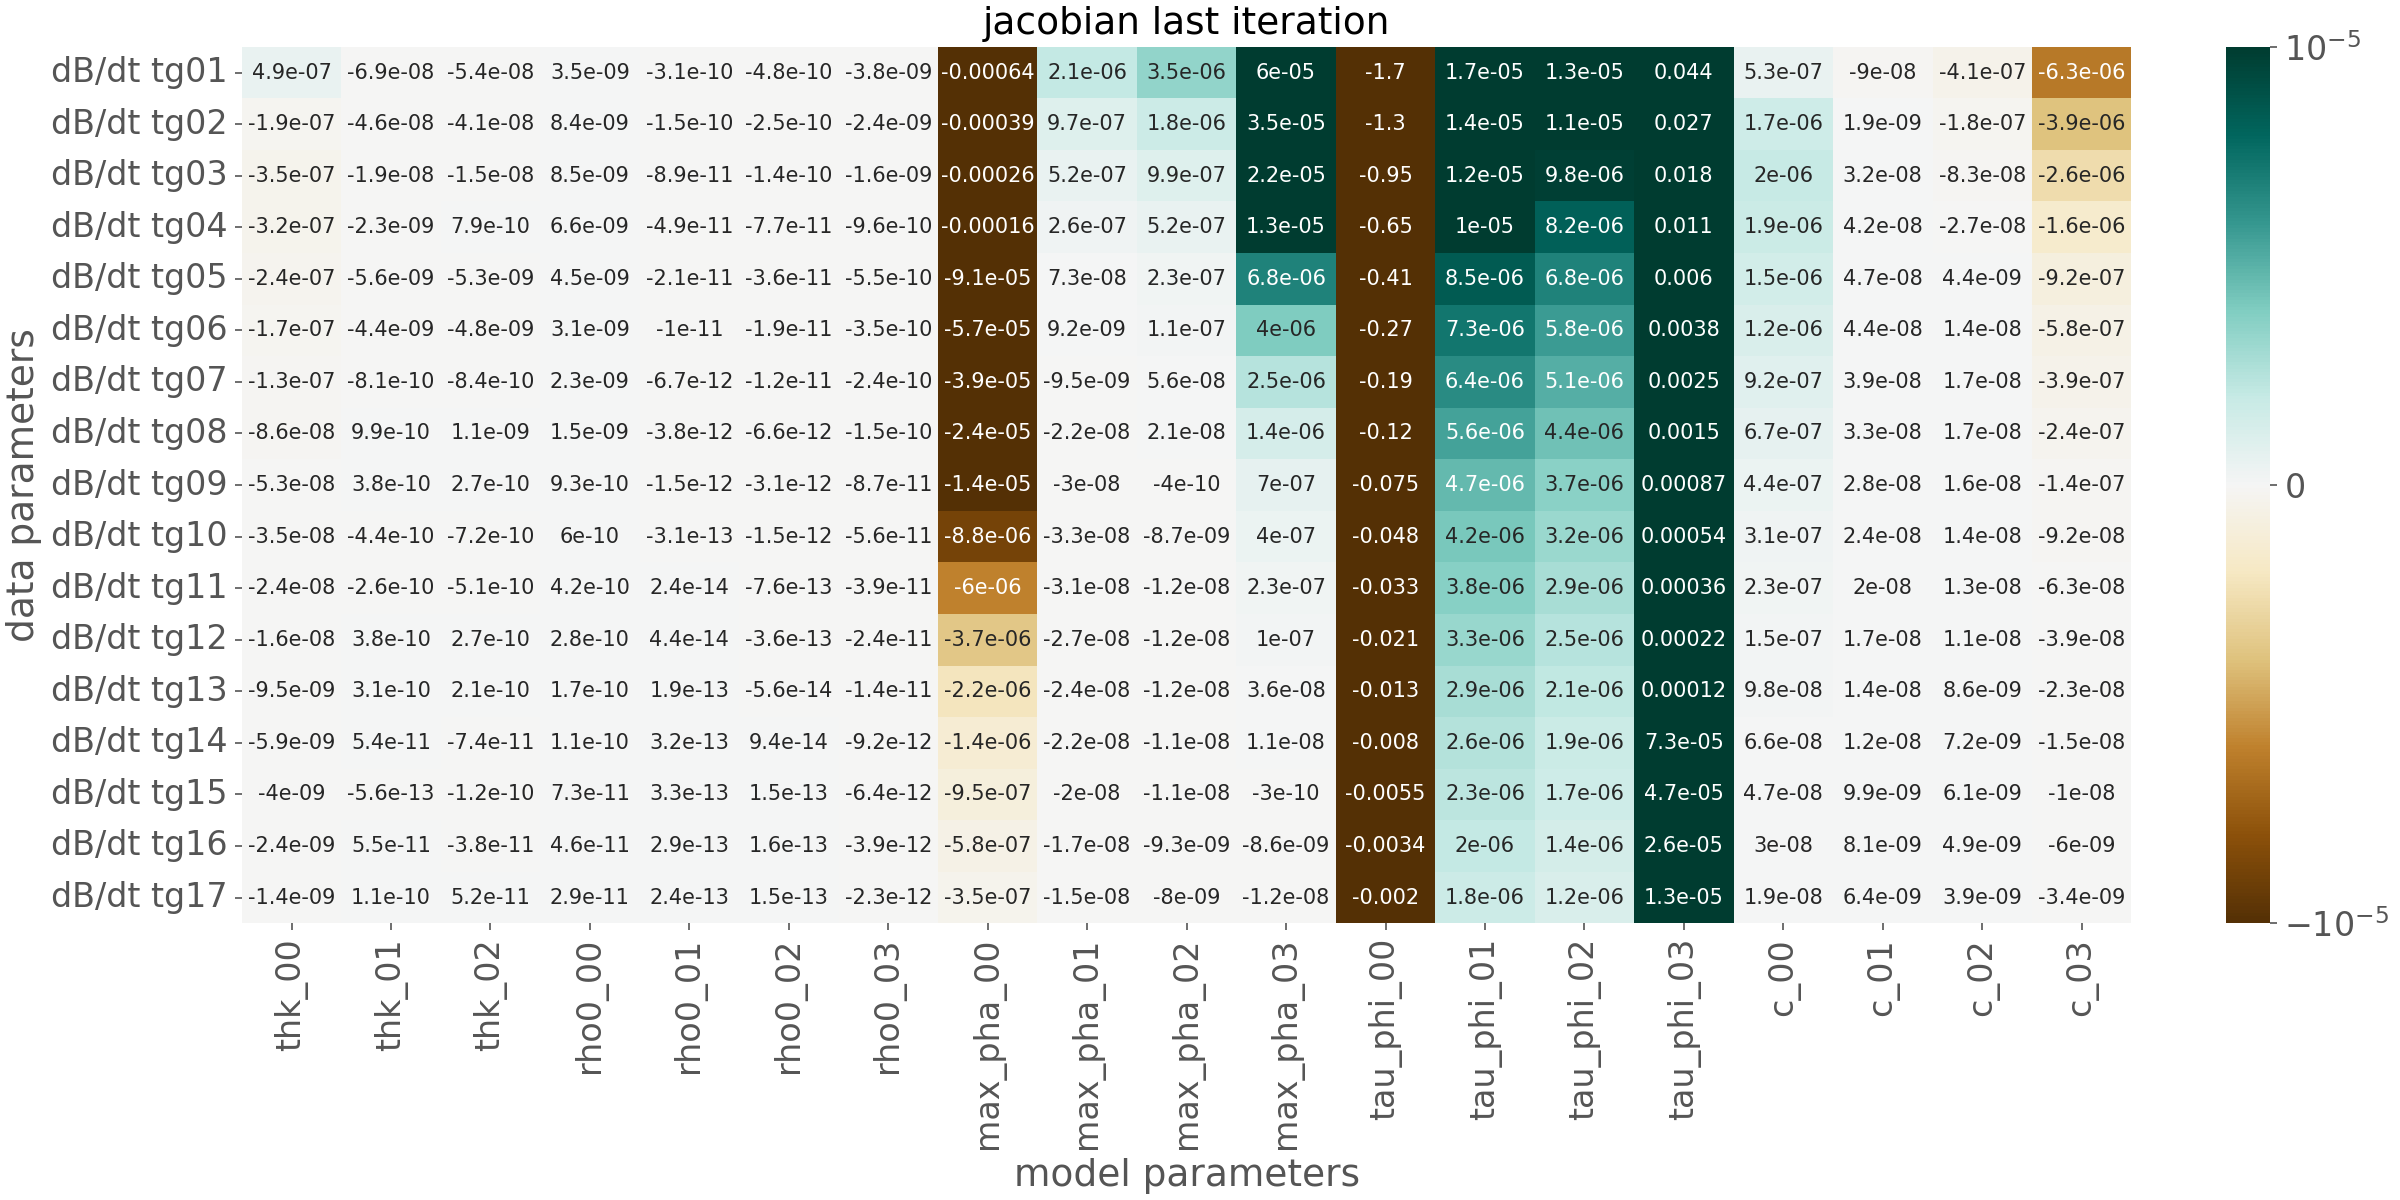 jacobian last iteration
dB/dt tg01 4.9e-07 -6.9e-08 -5.4e-08 3.5e-09 -3.1e-10 -4.8e-10 -3.8e-09 -0.00064 2.1e-06 3.5e-06 6e-05 -1.7 1.7e-05 1.3e-05 0.044 5.3e-07 -9e-08 -4.1e-07 -6.3e-06
dB/dt tg02 -1.9e-07 -4.6e-08 -4.1e-08 8.4e-09 -1.5e-10 -2.5e-10 -2.4e-09 -0.00039 9.7e-07 1.8e-06 3.5e-05 -1.3 1.4e-05 1.1e-05 0.027 1.7e-06 1.9e-09 -1.8e-07 -3.9e-06
dB/dt tg03 -3.5e-07 -1.9e-08 -1.5e-08 8.5e-09 -8.9e-11 -1.4e-10 -1.6e-09 -0.00026 5.2e-07 9.9e-07 2.2e-05 -0.95 1.2e-05 9.8e-06 0.018 2e-06 3.2e-08 -8.3e-08 -2.6e-06
dB/dt tg04 -3.2e-07 -2.3e-09 7.9e-10 6.6e-09 -4.9e-11 -7.7e-11 -9.6e-10 -0.00016 2.6e-07 5.2e-07 1.3e-05 -0.65 1e-05 8.2e-06 0.011 1.9e-06 4.2e-08 -2.7e-08 -1.6e-06
dB/dt tg05 -2.4e-07 -5.6e-09 -5.3e-09 4.5e-09 -2.1e-11 -3.6e-11 -5.5e-10 -9.1e-05 7.3e-08 2.3e-07 6.8e-06 -0.41 8.5e-06 6.8e-06 0.006 1.5e-06 4.7e-08 4.4e-09 -9.2e-07
dB/dt tg06 -1.7e-07 -4.4e-09 -4.8e-09 3.1e-09 -1e-11 -1.9e-11 -3.5e-10 -5.7e-05 9.2e-09 1.1e-07 4e-06 -0.27 7.3e-06 5.8e-06 0.0038 1.2e-06 4.4e-08 1.4e-08 -5.8e-07
dB/dt tg07 -1.3e-07 -8.1e-10 -8.4e-10 2.3e-09 -6.7e-12 -1.2e-11 -2.4e-10 -3.9e-05 -9.5e-09 5.6e-08 2.5e-06 -0.19 6.4e-06 5.1e-06 0.0025 9.2e-07 3.9e-08 1.7e-08 -3.9e-07
dB/dt tg08 -8.6e-08 9.9e-10 1.1e-09 1.5e-09 -3.8e-12 -6.6e-12 -1.5e-10 -2.4e-05 -2.2e-08 2.1e-08 1.4e-06 -0.12 5.6e-06 4.4e-06 0.0015 6.7e-07 3.3e-08 1.7e-08 -2.4e-07
dB/dt tg09 -5.3e-08 3.8e-10 2.7e-10 9.3e-10 -1.5e-12 -3.1e-12 -8.7e-11 -1.4e-05 -3e-08 -4e-10 7e-07 -0.075 4.7e-06 3.7e-06 0.00087 4.4e-07 2.8e-08 1.6e-08 -1.4e-07
dB/dt tg10 -3.5e-08 -4.4e-10 -7.2e-10 6e-10 -3.1e-13 -1.5e-12 -5.6e-11 -8.8e-06 -3.3e-08 -8.7e-09 4e-07 -0.048 4.2e-06 3.2e-06 0.00054 3.1e-07 2.4e-08 1.4e-08 -9.2e-08
dB/dt tg11 -2.4e-08 -2.6e-10 -5.1e-10 4.2e-10 2.4e-14 -7.6e-13 -3.9e-11 -6e-06 -3.1e-08 -1.2e-08 2.3e-07 -0.033 3.8e-06 2.9e-06 0.00036 2.3e-07 2e-08 1.3e-08 -6.3e-08
dB/dt tg12 -1.6e-08 3.8e-10 2.7e-10 2.8e-10 4.4e-14 -3.6e-13 -2.4e-11 -3.7e-06 -2.7e-08 -1.2e-08 1e-07 -0.021 3.3e-06 2.5e-06 0.00022 1.5e-07 1.7e-08 1.1e-08 -3.9e-08
dB/dt tg13 -9.5e-09 3.1e-10 2.1e-10 1.7e-10 1.9e-13 -5.6e-14 -1.4e-11 -2.2e-06 -2.4e-08 -1.2e-08 3.6e-08 -0.013 2.9e-06 2.1e-06 0.00012 9.8e-08 1.4e-08 8.6e-09 -2.3e-08
dB/dt tg14 -5.9e-09 5.4e-11 -7.4e-11 1.1e-10 3.2e-13 9.4e-14 -9.2e-12 -1.4e-06 -2.2e-08 -1.1e-08 1.1e-08 -0.008 2.6e-06 1.9e-06 7.3e-05 6.6e-08 1.2e-08 7.2e-09 -1.5e-08
dB/dt tg15 -4e-09 -5.6e-13 -1.2e-10 7.3e-11 3.3e-13 1.5e-13 -6.4e-12 -9.5e-07 -2e-08 -1.1e-08 -3e-10 -0.0055 2.3e-06 1.7e-06 4.7e-05 4.7e-08 9.9e-09 6.1e-09 -1e-08
dB/dt tg16 -2.4e-09 5.5e-11 -3.8e-11 4.6e-11 2.9e-13 1.6e-13 -3.9e-12 -5.8e-07 -1.7e-08 -9.3e-09 -8.6e-09 -0.0034 2e-06 1.4e-06 2.6e-05 3e-08 8.1e-09 4.9e-09 -6e-09
dB/dt tg17 -1.4e-09 1.1e-10 5.2e-11 2.9e-11 2.4e-13 1.5e-13 -2.3e-12 -3.5e-07 -1.5e-08 -8e-09 -1.2e-08 -0.002 1.8e-06 1.2e-06 1.3e-05 1.9e-08 6.4e-09 3.9e-09 -3.4e-09
thk_00 thk_01 thk_02 rho0_00 rho0_01 rho0_02 rho0_03 max_pha_00 max_pha_01 max_pha_02 max_pha_03 tau_phi_00 tau_phi_01 tau_phi_02 tau_phi_03 c_00 c_01 c_02 c_03
model parameters
data parameters
10⁻⁵
0
−10⁻⁵